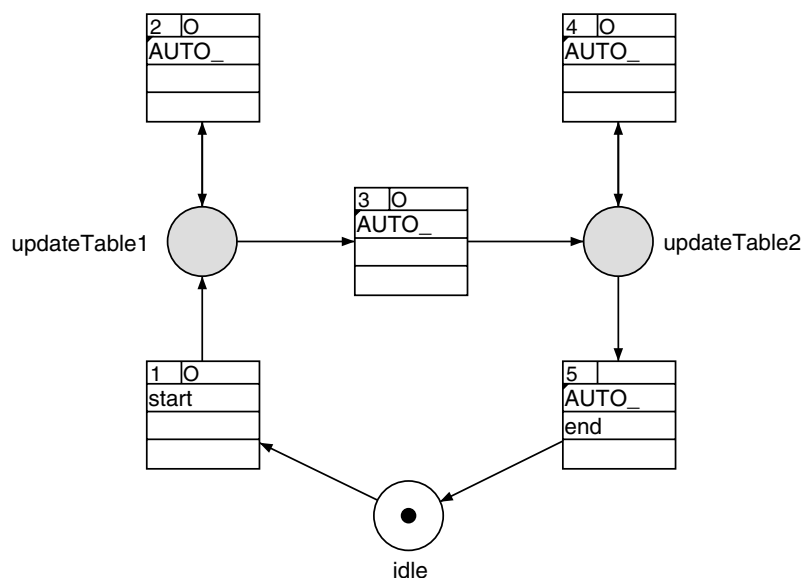 2 O
AUTO_
4 O
AUTO_
3 O
AUTO_
updateTable1
updateTable2
1 O
start
5
AUTO_
end
idle